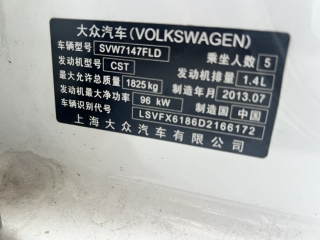 大众汽车(VOLKSWAGEN)
车辆型号 SVW7147FLD 乘坐人数 5
发动机型号 CST 发动机排量 1.4L
最大允许总质量 1825kg 制造年月 2013.07
发动机最大净功率 96 kW 制造国 中国
车辆识别代号 LSVFX6186D2166172
上海大众汽车有限公司